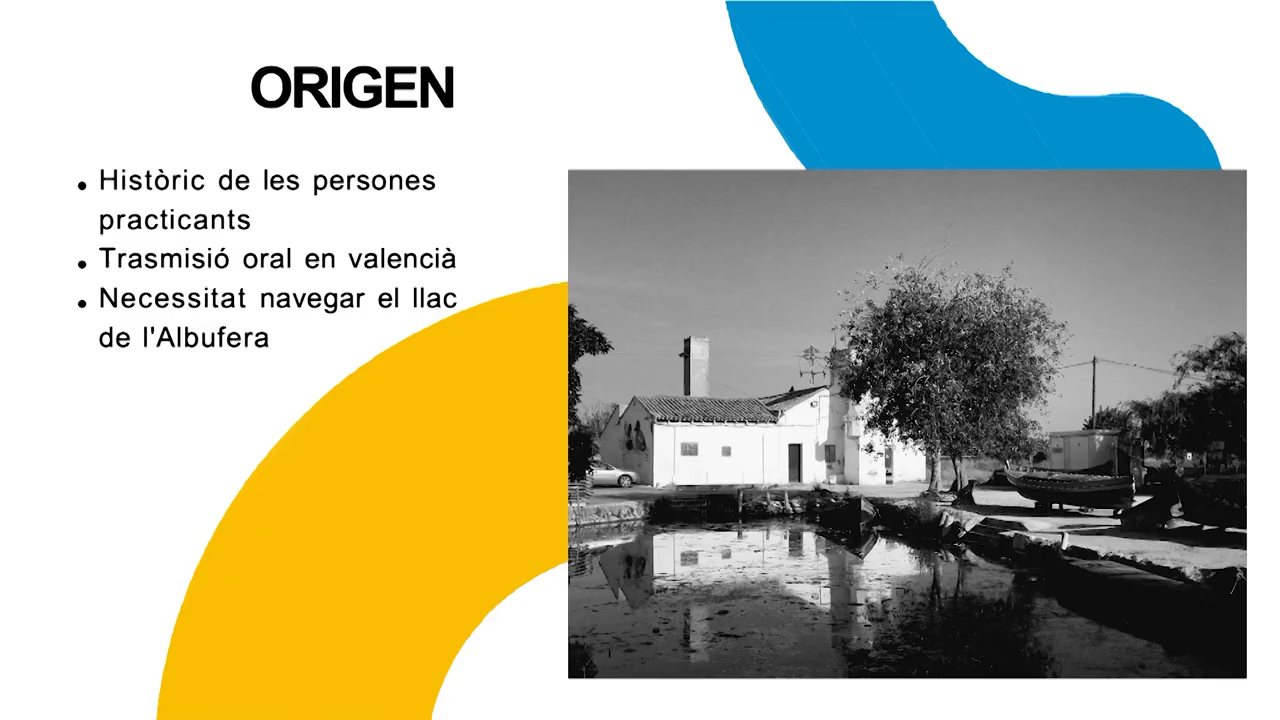 ORIGEN
• Històric de les persones
practicants
• Trasmisió oral en valencià
• Necessitat navegar el llac
de l'Albufera